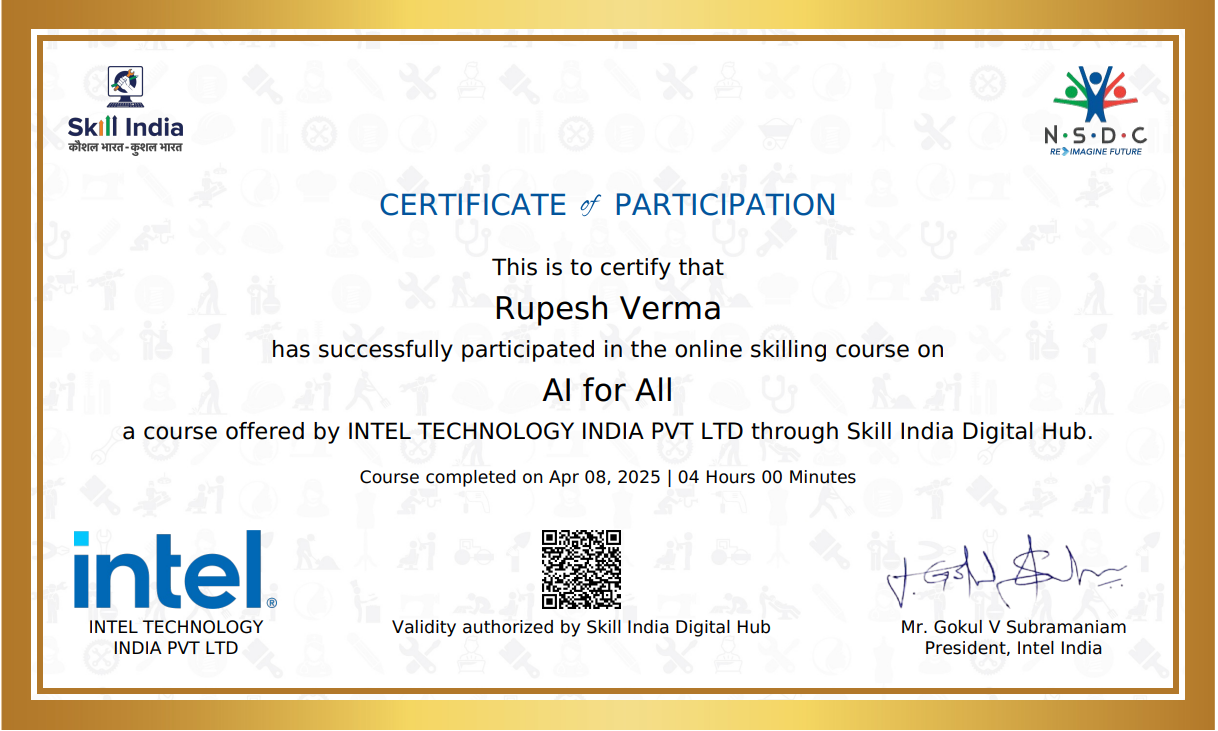 Skill India
कौशल भारत - कुशल भारत
N·S·D·C
RE IMAGINE FUTURE
CERTIFICATE of PARTICIPATION
This is to certify that
Rupesh Verma
has successfully participated in the online skilling course on
AI for All
a course offered by INTEL TECHNOLOGY INDIA PVT LTD through Skill India Digital Hub.
Course completed on Apr 08, 2025 | 04 Hours 00 Minutes
intel®
INTEL TECHNOLOGY
INDIA PVT LTD
Validity authorized by Skill India Digital Hub
Mr. Gokul V Subramaniam
President, Intel India